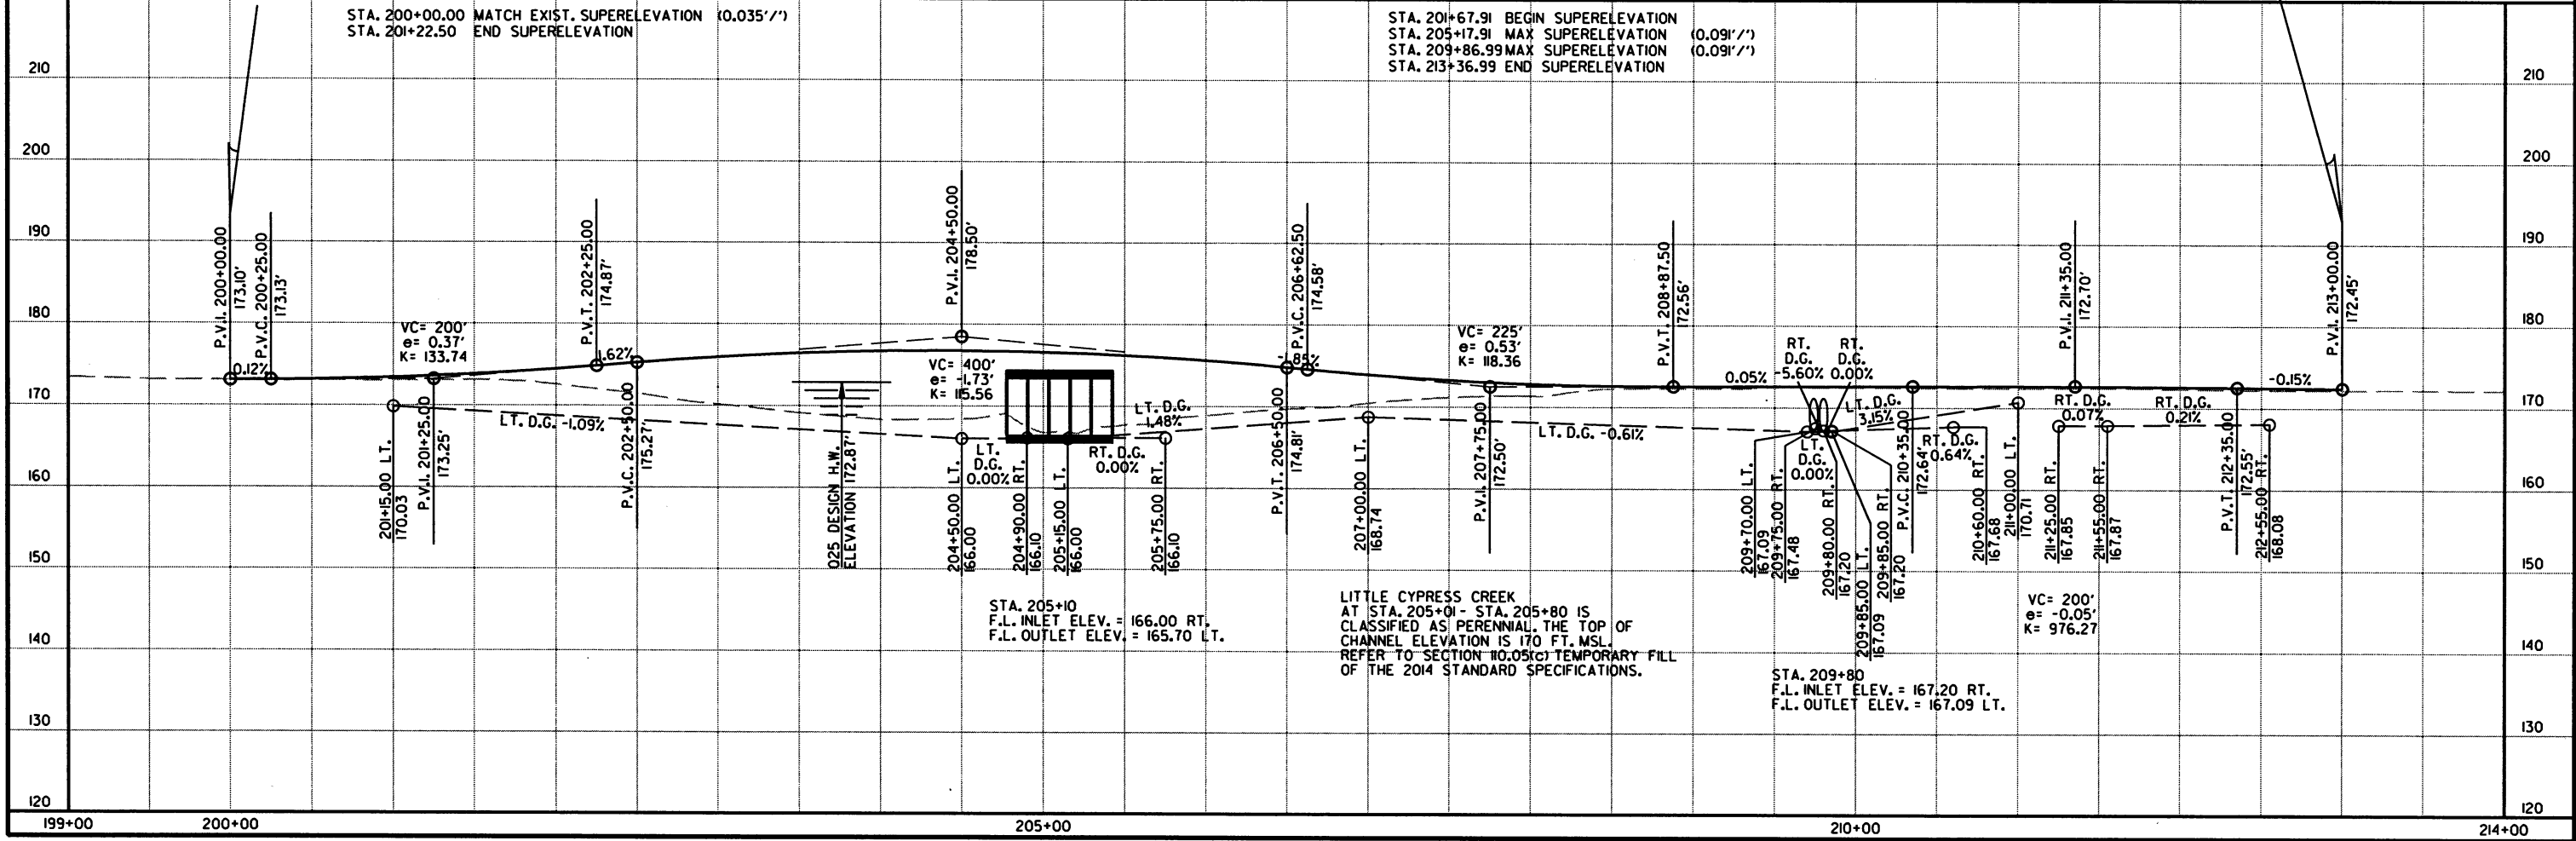 STA. 200+00.00 MATCH EXIST. SUPERELEVATION (0.035'/')
STA. 201+22.50 END SUPERELEVATION
STA. 201+67.91 BEGIN SUPERELEVATION
STA. 205+17.91 MAX SUPERELEVATION (0.091'/')
STA. 209+86.99 MAX SUPERELEVATION (0.091'/')
STA. 213+36.99 END SUPERELEVATION
210
210
200
200
190
190
180
180
170
170
160
160
150
150
140
140
130
130
120
120
P.V.I. 200+00.00
173.10'
P.V.C. 200+25.00
173.13'
0.12%
VC= 200'
e= 0.37'
K= 133.74
201+15.00 LT.
170.03
P.V.I. 201+25.00
173.25'
LT. D.G. -1.09%
P.V.T. 202+25.00
174.87'
1.62%
P.V.C. 202+50.00
175.27'
Q25 DESIGN H.W.
ELEVATION 172.87'
P.V.I. 204+50.00
178.50'
VC= 400'
e= -1.73'
K= 115.56
204+50.00 LT.
166.00
LT.
D.G.
0.00%
204+90.00 RT.
166.10
205+15.00 LT.
166.00
RT. D.G.
0.00%
LT. D.G.
1.48%
205+75.00 RT.
166.10
STA. 205+10
F.L. INLET ELEV. = 166.00 RT.
F.L. OUTLET ELEV. = 165.70 LT.
P.V.T. 206+50.00
174.81'
P.V.C. 206+62.50
174.58'
-1.85%
207+00.00 LT.
168.74
VC= 225'
e= 0.53'
K= 118.36
P.V.I. 207+75.00
172.50'
LT. D.G. -0.61%
LITTLE CYPRESS CREEK
AT STA. 205+01 - STA. 205+80 IS
CLASSIFIED AS PERENNIAL. THE TOP OF
CHANNEL ELEVATION IS 170 FT. MSL.
REFER TO SECTION 110.05(c) TEMPORARY FILL
OF THE 2014 STANDARD SPECIFICATIONS.
P.V.T. 208+87.50
172.56'
0.05%
RT.
D.G.
-5.60%
RT.
D.G.
0.00%
209+70.00 LT.
167.09
209+75.00 RT.
167.48
LT.
D.G.
0.00%
209+80.00 RT.
167.20
209+85.00 LT.
167.09
209+85.00 RT.
167.20
LT. D.G.
3.15%
P.V.C. 210+35.00
172.64'
RT. D.G.
0.64%
210+60.00 RT.
167.68
211+00.00 LT.
170.71
STA. 209+80
F.L. INLET ELEV. = 167.20 RT.
F.L. OUTLET ELEV. = 167.09 LT.
P.V.I. 211+35.00
172.70'
RT. D.G.
0.07%
211+25.00 RT.
167.85
211+55.00 RT.
167.87
VC= 200'
e= -0.05'
K= 976.27
RT. D.G.
0.21%
P.V.T. 212+35.00
172.55'
212+55.00 RT.
168.08
-0.15%
P.V.I. 213+00.00
172.45'
199+00
200+00
205+00
210+00
214+00